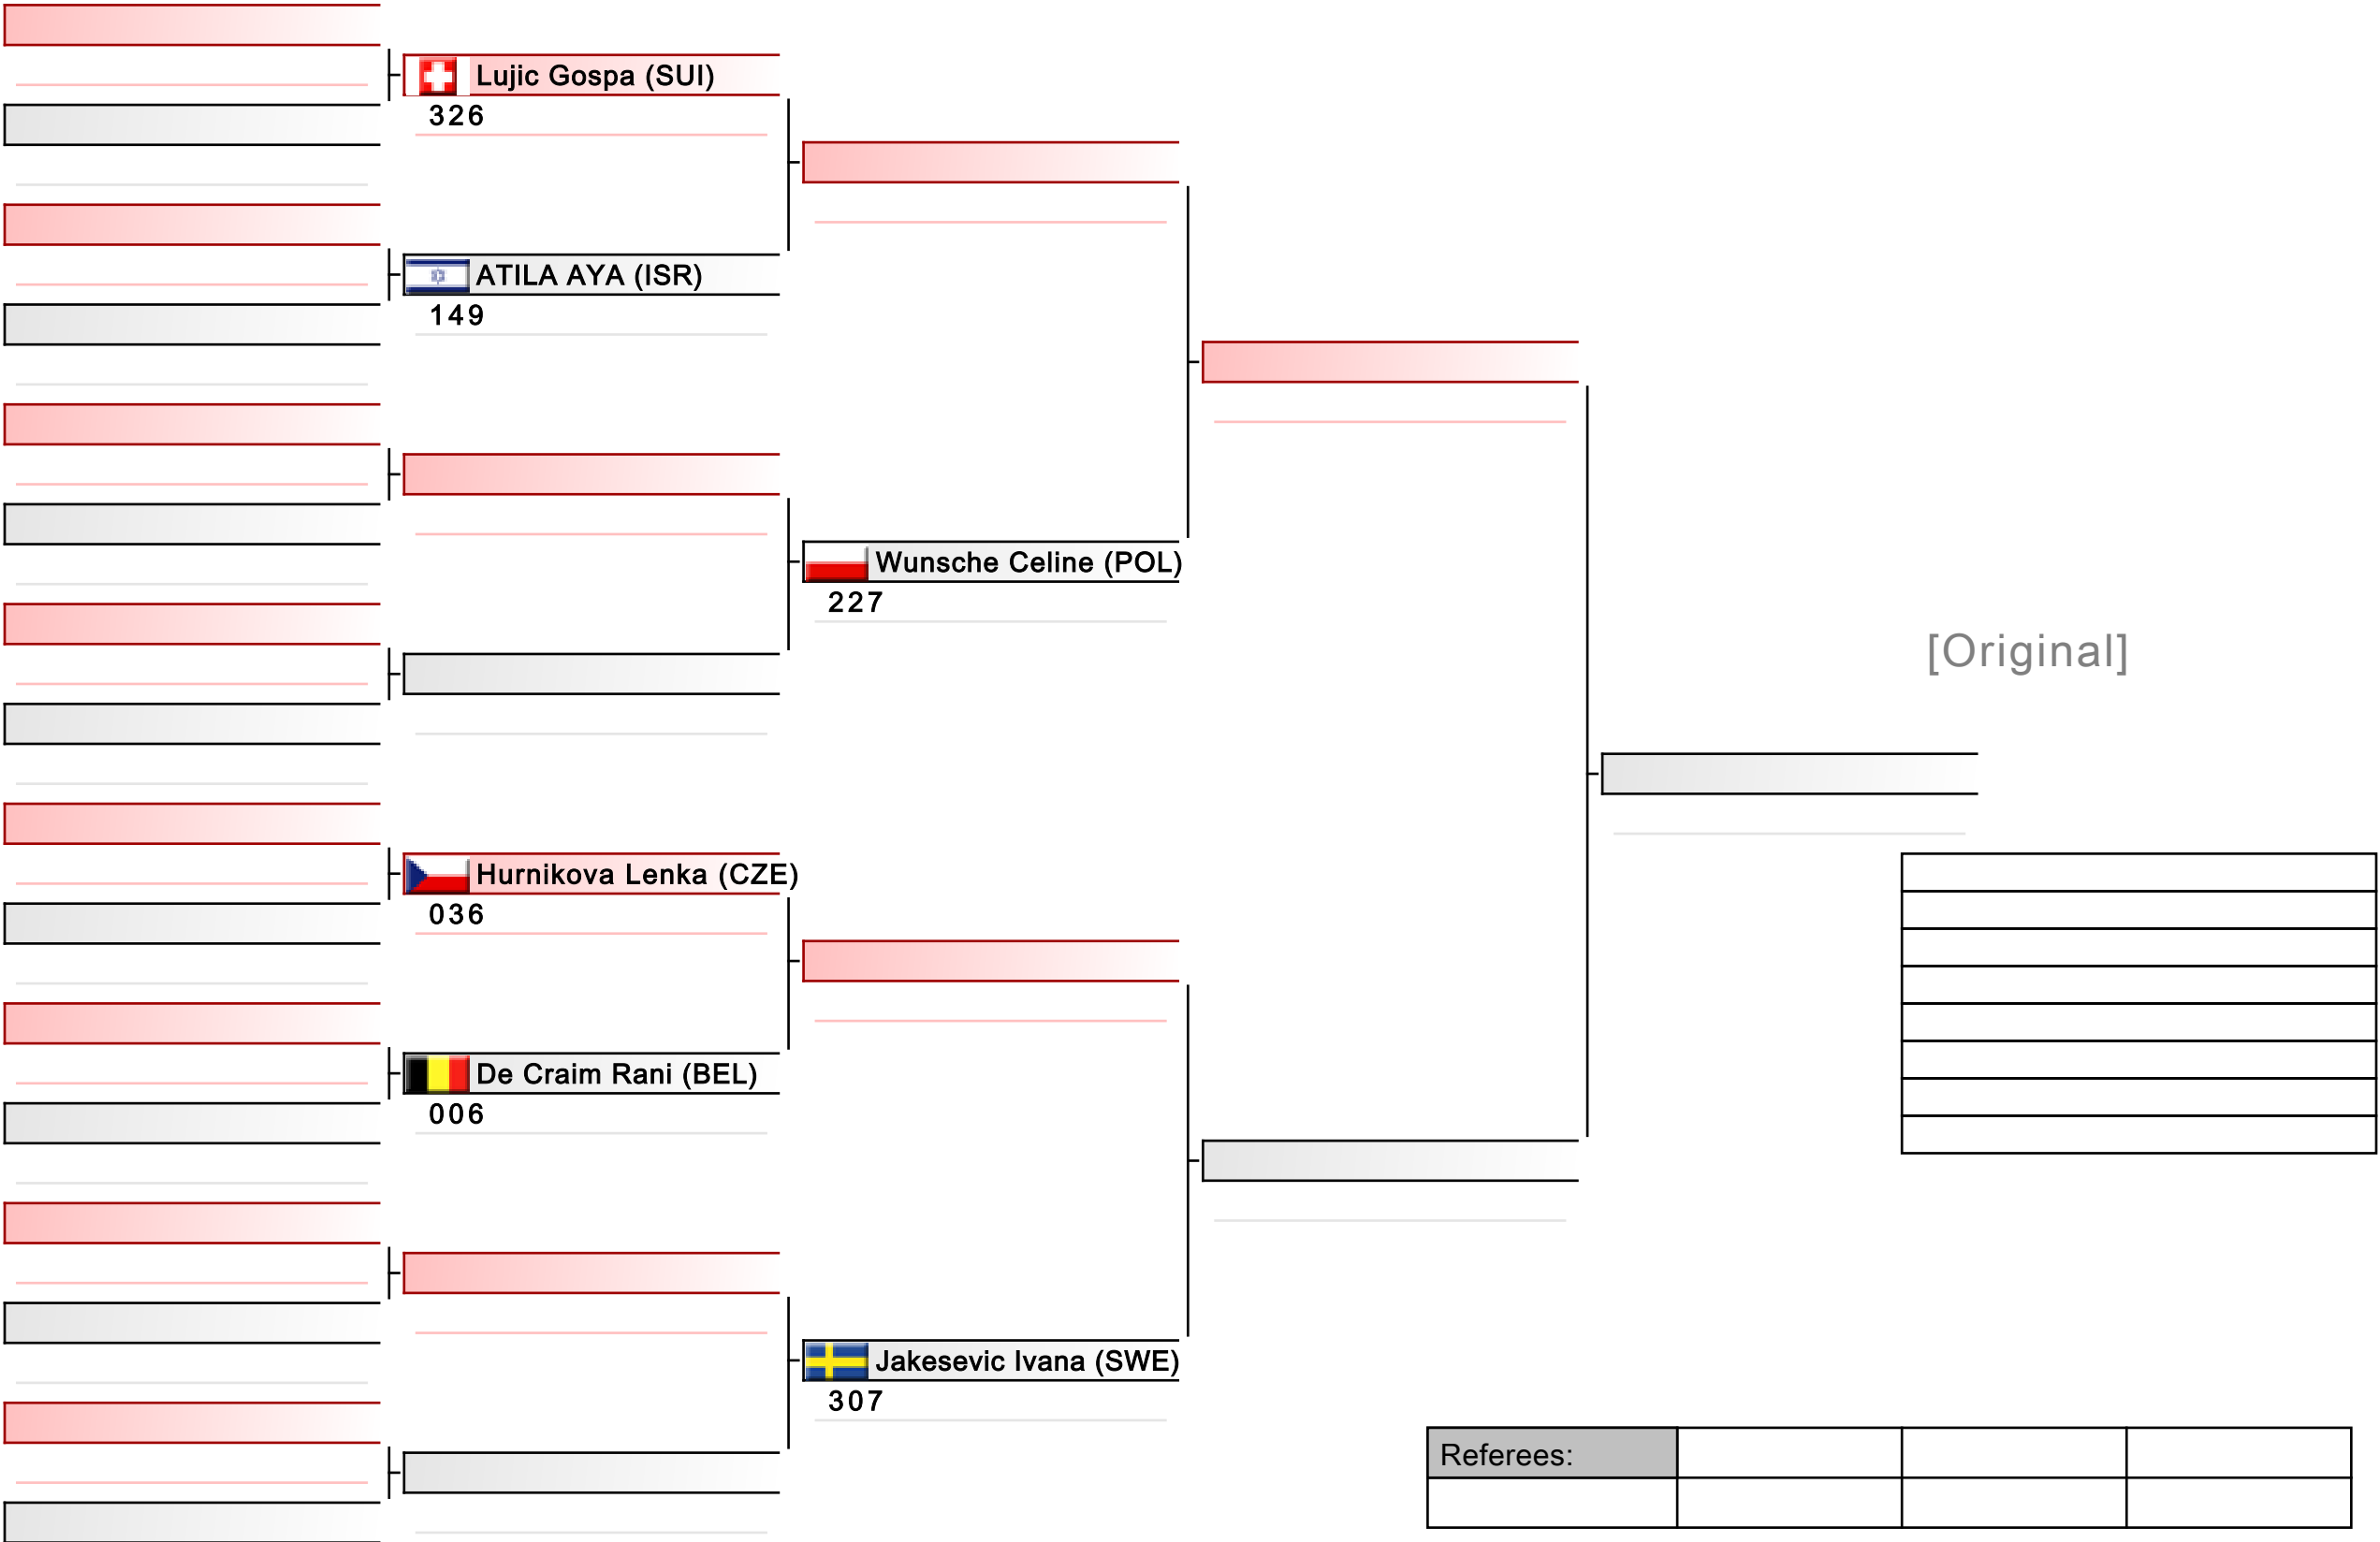 Lujic Gospa (SUI)
326
ATILA AYA (ISR)
149
Wunsche Celine (POL)
227
[Original]
Hurnikova Lenka (CZE)
036
De Craim Rani (BEL)
006
Jakesevic Ivana (SWE)
307
Referees: